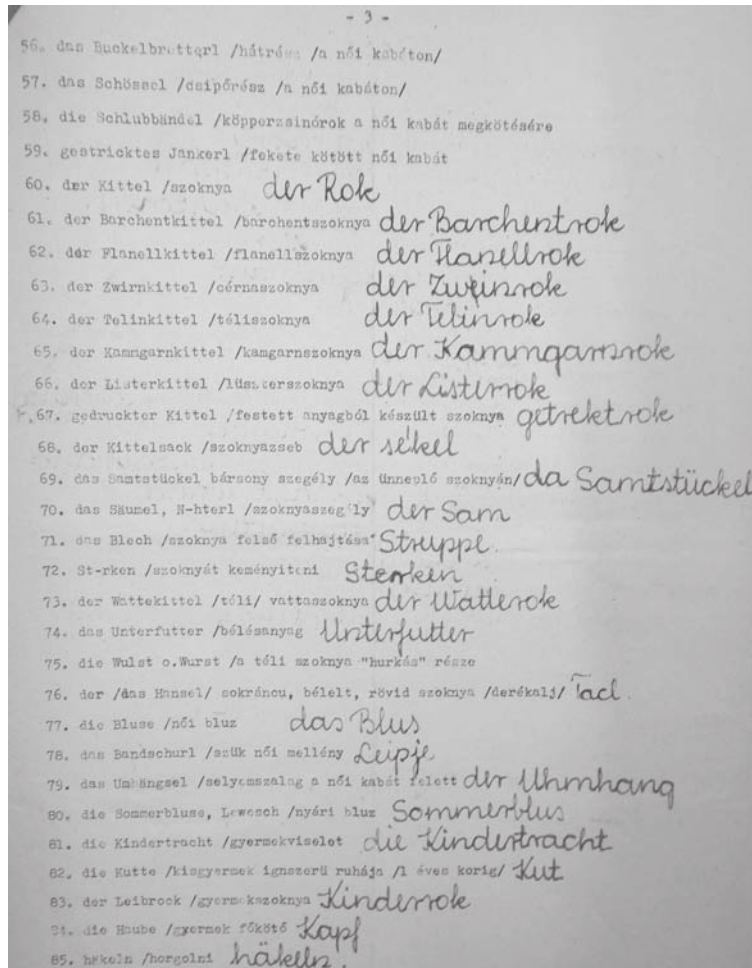 - 3 -
56. das Buckelbretterl /hátrész /a női kabáton/
57. das Schössel /csipőrész /a női kabáton/
58. die Schlubbändel /köpperzsinórok a női kabát megkötésére
59. gestricktes Jankerl /fekete kötött női kabát
60. der Kittel /szoknya der Rok
61. der Barchentkittel /barchentszoknya der Barchentrok
62. der Flanellkittel /flanellszoknya der Flanellrok
63. der Zwirnkittel /cérnaszoknya der Zweinrok
64. der Telinkittel /téliszoknya der Telinrok
65. der Kammgarnkittel /kamgarnszoknya der Kammgarnrok
66. der Listerkittel /lüszterszoknya der Listerrok
67. gedruckter Kittel /festett anyagból készült szoknya getrektrok
68. der Kittelsack /szoknyazseb der sékel
69. das Samtstückel bársony szegély /az ünneplő szoknyán/ da Samtstückel
70. das Säumel, N-hterl /szoknyaszeg'ly der Sam
71. das Blech /szoknya felső felhajtása" Struppe.
72. St-rken /szoknyát keményiteni Sterken
73. der Wattekittel /téli/ vattaszoknya der Watterok
74. das Unterfutter /bélésanyag Unterfutter
75. die Wulst o.Wurst /a téli szoknya "hurkás" része
76. der /das Hansel/ sokráncu, bélelt, rövid szoknya /derékalj/ Tacl.
77. die Bluse /női bluz das Blus
78. das Bandschurl /szük női mellény Leipje
79. das Umhängsel /selyemszalag a női kabát felett der Uhmhang
80. die Sommerbluse, Lewesch /nyári bluz Sommerblus
81. die Kindertracht /gyermekviselet die Kindertracht
82. die Kutte /kisgyermek ingszerü ruhája /1 éves korig/ Kut
83. der Leibrock /gyermekszoknya Kinderrok
84. die Haube /gyermek főkötő Kapf
85. häkeln /horgolni häkeln.